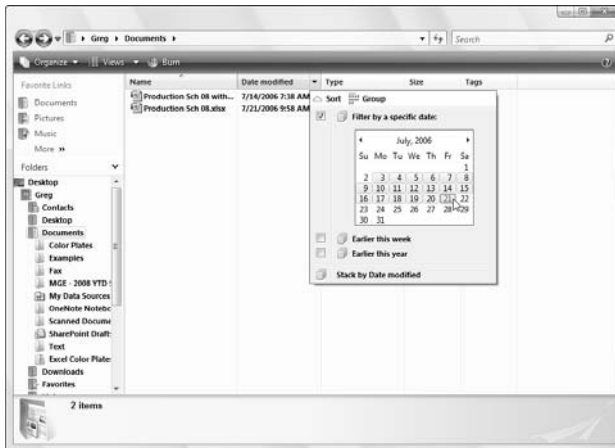 Greg ▸ Documents ▸
Search
Organize Views Burn
Favorite Links
Documents
Pictures
Music
More »
Folders
Desktop
Greg
Contacts
Desktop
Documents
Color Plates
Examples
Fax
MGE - 2008 YTD
My Data Sources
OneNote Notebo
Scanned Docume
SharePoint Draft
Text
Excel Color Plate
Downloads
Favorites
Name Date modified Type Size Tags
Production Sch 08 with... 7/14/2006 7:38 AM
Production Sch 08.xlsx 7/21/2006 9:58 AM
Sort Group
Filter by a specific date:
July, 2006
Su Mo Tu We Th Fr Sa
1
2 3 4 5 6 7 8
9 10 11 12 13 14 15
16 17 18 19 20 21 22
23 24 25 26 27 28 29
30 31
Earlier this week
Earlier this year
Stack by Date modified
2 items